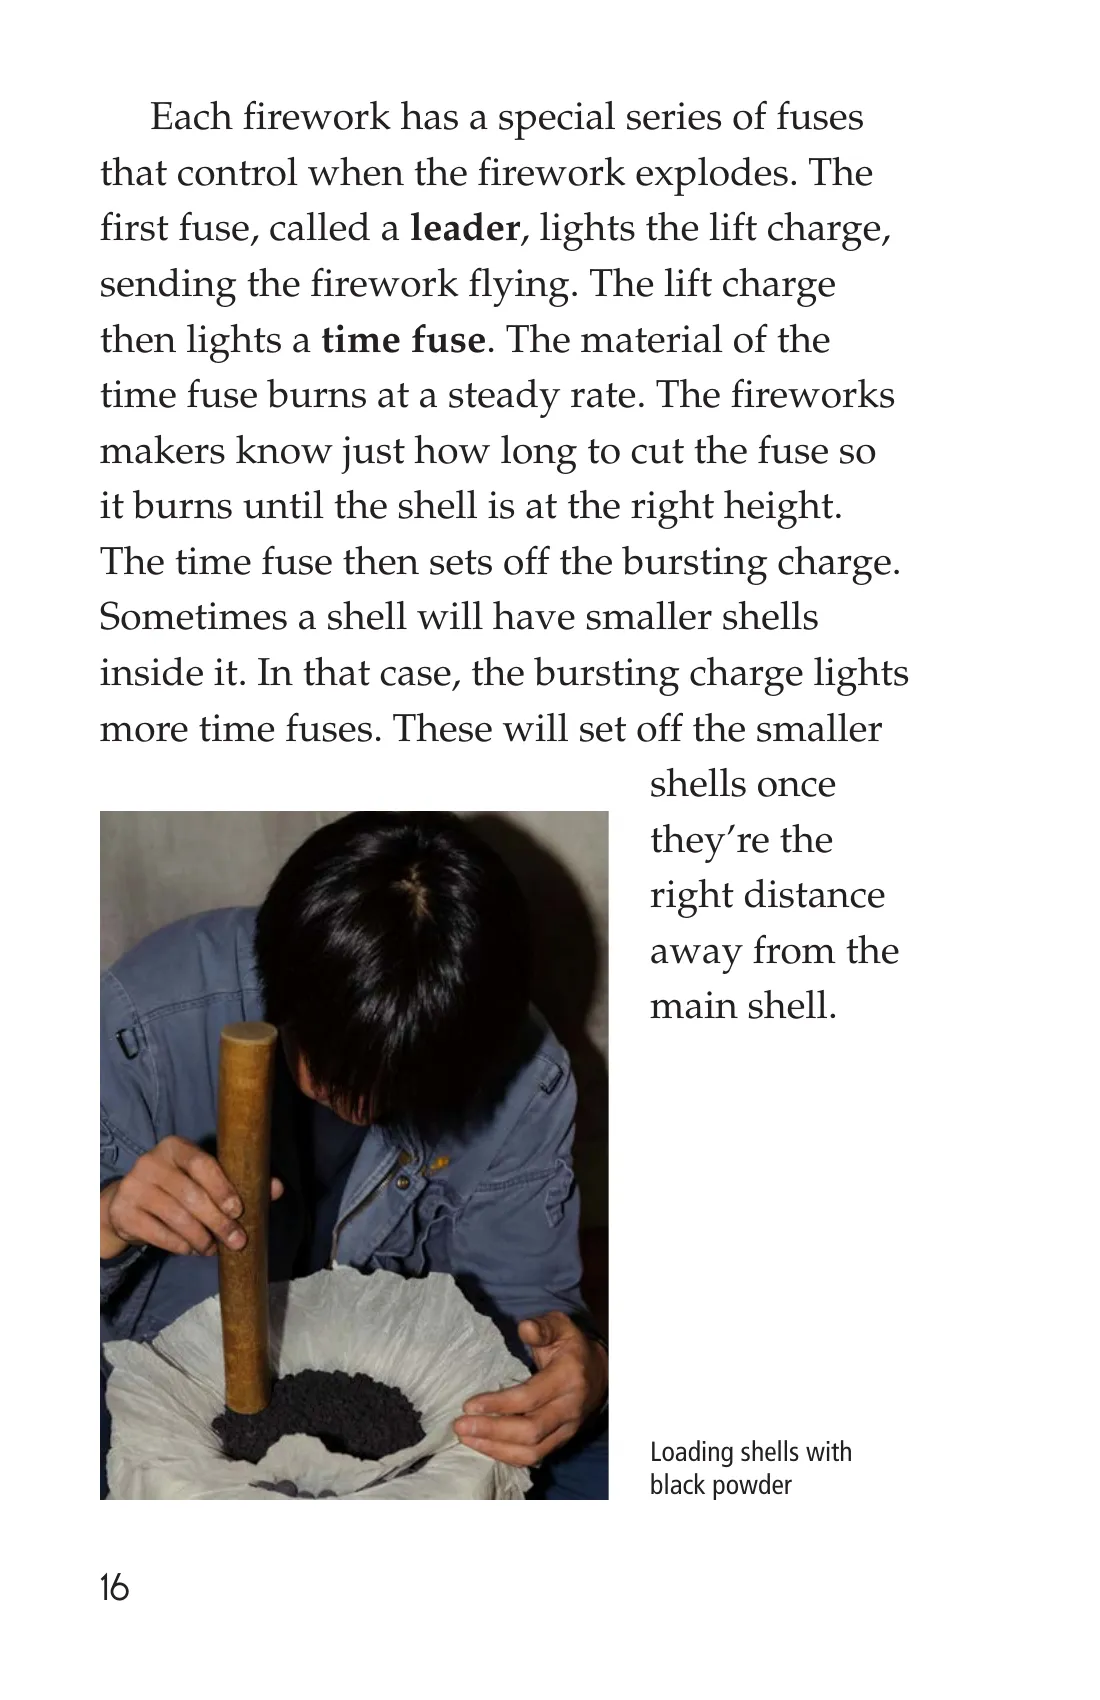 Each firework has a special series of fuses
that control when the firework explodes. The
first fuse, called a leader, lights the lift charge,
sending the firework flying. The lift charge
then lights a time fuse. The material of the
time fuse burns at a steady rate. The fireworks
makers know just how long to cut the fuse so
it burns until the shell is at the right height.
The time fuse then sets off the bursting charge.
Sometimes a shell will have smaller shells
inside it. In that case, the bursting charge lights
more time fuses. These will set off the smaller
shells once
they’re the
right distance
away from the
main shell.
Loading shells with
black powder
16